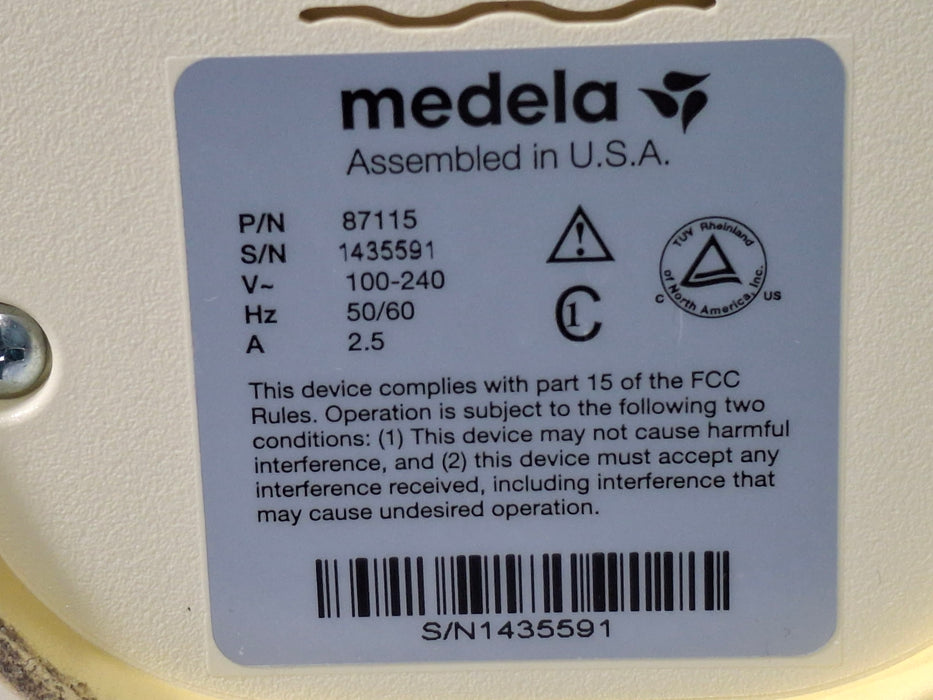 medela
Assembled in U.S.A.
P/N 87115
S/N 1435591
V~ 100-240
Hz 50/60
A 2.5
!
C1
TUV Rheinland
of North America, Inc.
C US
This device complies with part 15 of the FCC
Rules. Operation is subject to the following two
conditions: (1) This device may not cause harmful
interference, and (2) this device must accept any
interference received, including interference that
may cause undesired operation.
S/N1435591